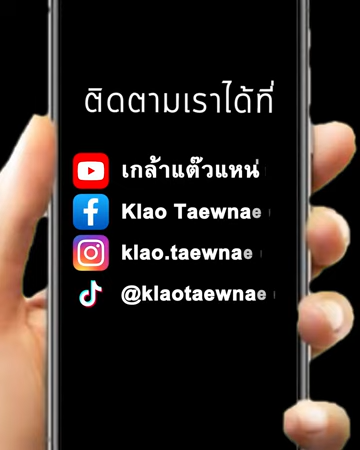 ติดตามเราได้ที่
เกล้าแต๊วแหน่
Klao Taewnae
klao.taewnae
@klaotaewnae